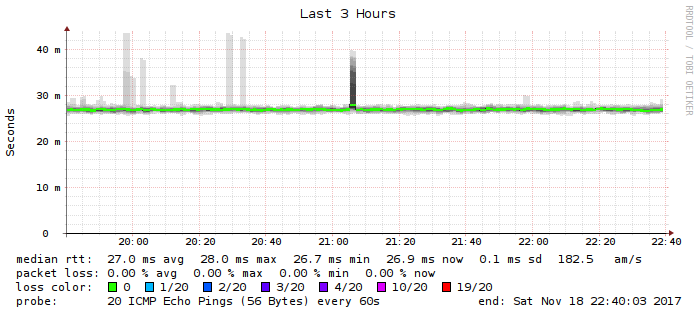 Last 3 Hours
RRDTOOL / TOBI OETIKER
Seconds
40 m
30 m
20 m
10 m
0
20:00 20:20 20:40 21:00 21:20 21:40 22:00 22:20 22:40
median rtt: 27.0 ms avg 28.0 ms max 26.7 ms min 26.9 ms now 0.1 ms sd 182.5 am/s
packet loss: 0.00 % avg 0.00 % max 0.00 % min 0.00 % now
loss color: 0 1/20 2/20 3/20 4/20 10/20 19/20
probe: 20 ICMP Echo Pings (56 Bytes) every 60s end: Sat Nov 18 22:40:03 2017